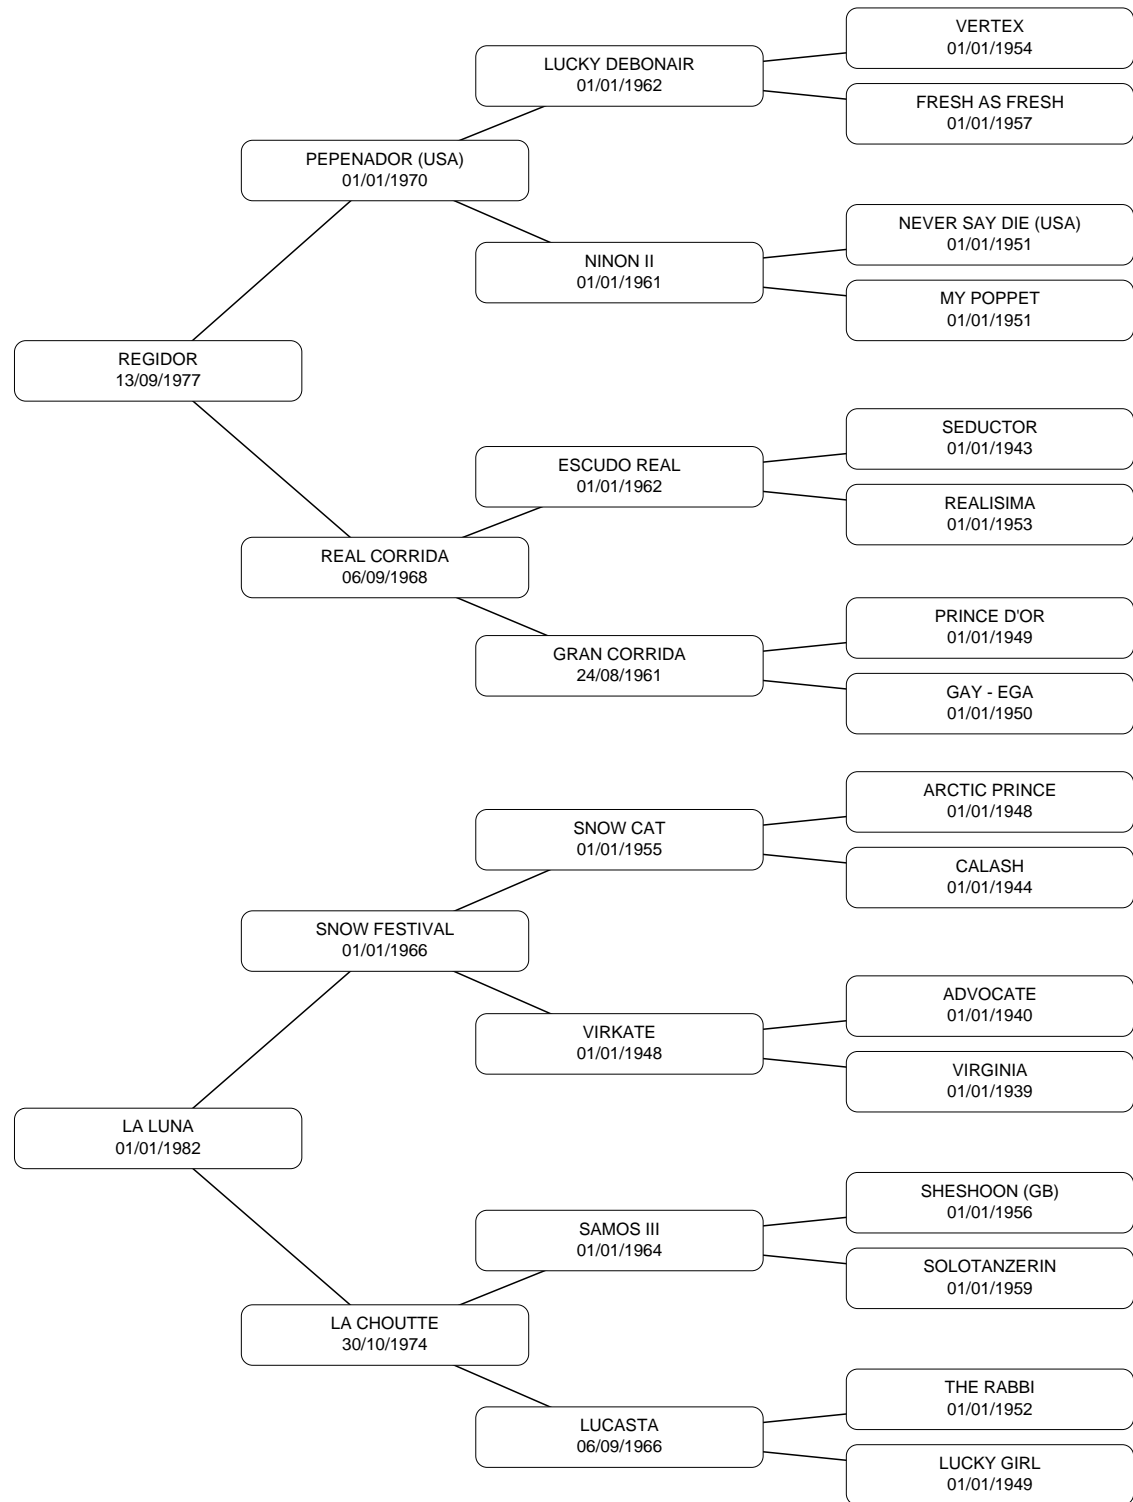 VERTEX
01/01/1954
LUCKY DEBONAIR
01/01/1962
FRESH AS FRESH
01/01/1957
PEPENADOR (USA)
01/01/1970
NEVER SAY DIE (USA)
01/01/1951
NINON II
01/01/1961
MY POPPET
01/01/1951
REGIDOR
13/09/1977
SEDUCTOR
01/01/1943
ESCUDO REAL
01/01/1962
REALISIMA
01/01/1953
REAL CORRIDA
06/09/1968
PRINCE D'OR
01/01/1949
GRAN CORRIDA
24/08/1961
GAY - EGA
01/01/1950
ARCTIC PRINCE
01/01/1948
SNOW CAT
01/01/1955
CALASH
01/01/1944
SNOW FESTIVAL
01/01/1966
ADVOCATE
01/01/1940
VIRKATE
01/01/1948
VIRGINIA
01/01/1939
LA LUNA
01/01/1982
SHESHOON (GB)
01/01/1956
SAMOS III
01/01/1964
SOLOTANZERIN
01/01/1959
LA CHOUTTE
30/10/1974
THE RABBI
01/01/1952
LUCASTA
06/09/1966
LUCKY GIRL
01/01/1949